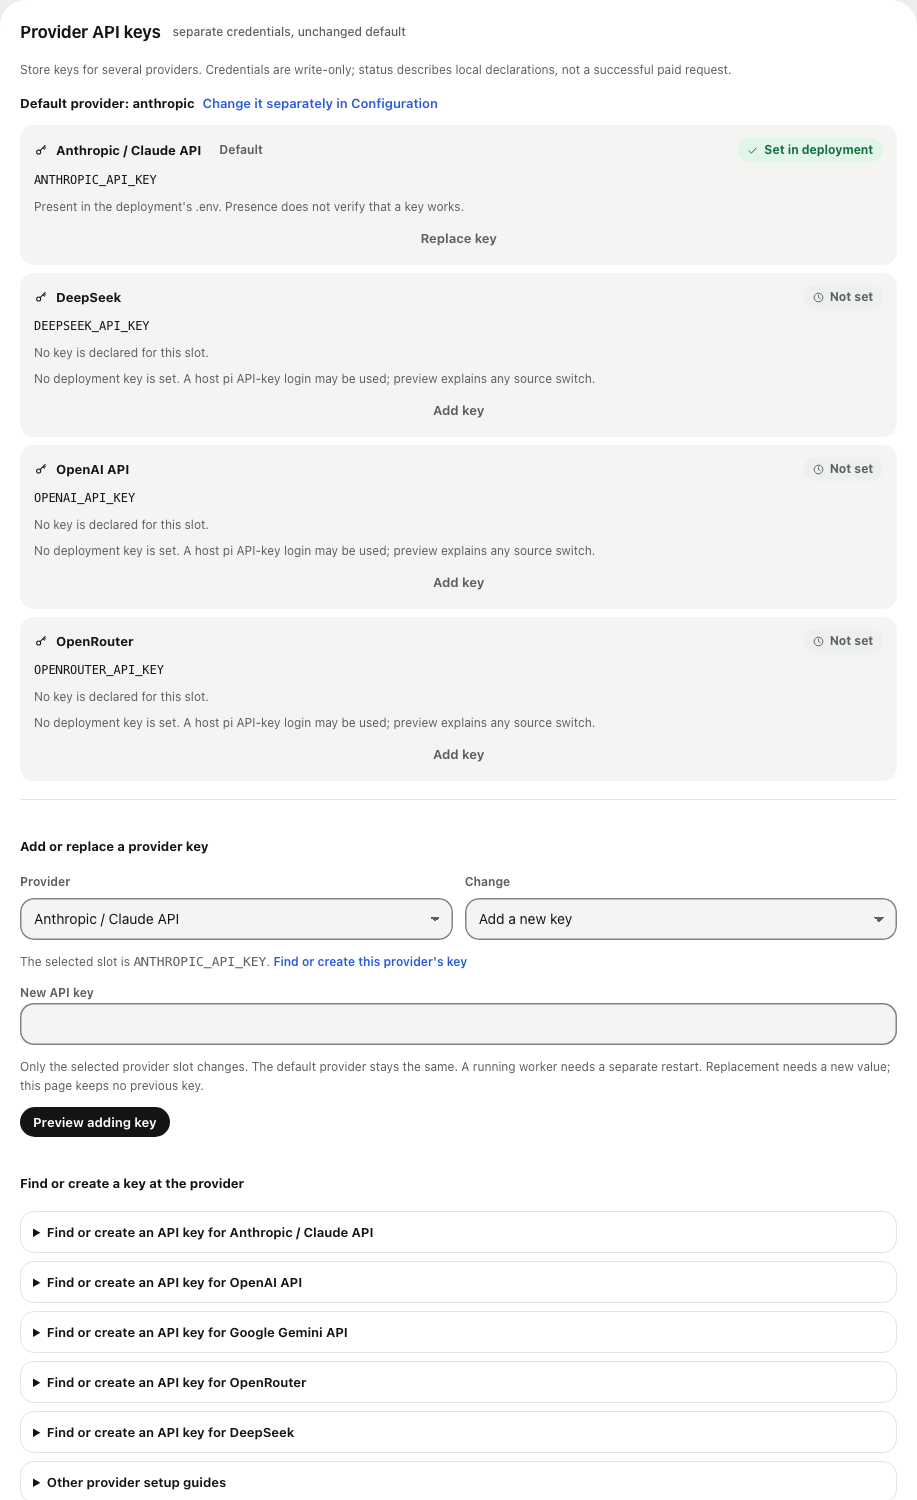 Provider API keys separate credentials, unchanged default
Store keys for several providers. Credentials are write-only; status describes local declarations, not a successful paid request.
Default provider: anthropic Change it separately in Configuration
Anthropic / Claude API Default Set in deployment
ANTHROPIC_API_KEY
Present in the deployment's .env. Presence does not verify that a key works.
Replace key
DeepSeek Not set
DEEPSEEK_API_KEY
No key is declared for this slot.
No deployment key is set. A host pi API-key login may be used; preview explains any source switch.
Add key
OpenAI API Not set
OPENAI_API_KEY
No key is declared for this slot.
No deployment key is set. A host pi API-key login may be used; preview explains any source switch.
Add key
OpenRouter Not set
OPENROUTER_API_KEY
No key is declared for this slot.
No deployment key is set. A host pi API-key login may be used; preview explains any source switch.
Add key
Add or replace a provider key
Provider Change
Anthropic / Claude API Add a new key
The selected slot is ANTHROPIC_API_KEY. Find or create this provider's key
New API key
Only the selected provider slot changes. The default provider stays the same. A running worker needs a separate restart. Replacement needs a new value;
this page keeps no previous key.
Preview adding key
Find or create a key at the provider
Find or create an API key for Anthropic / Claude API
Find or create an API key for OpenAI API
Find or create an API key for Google Gemini API
Find or create an API key for OpenRouter
Find or create an API key for DeepSeek
Other provider setup guides